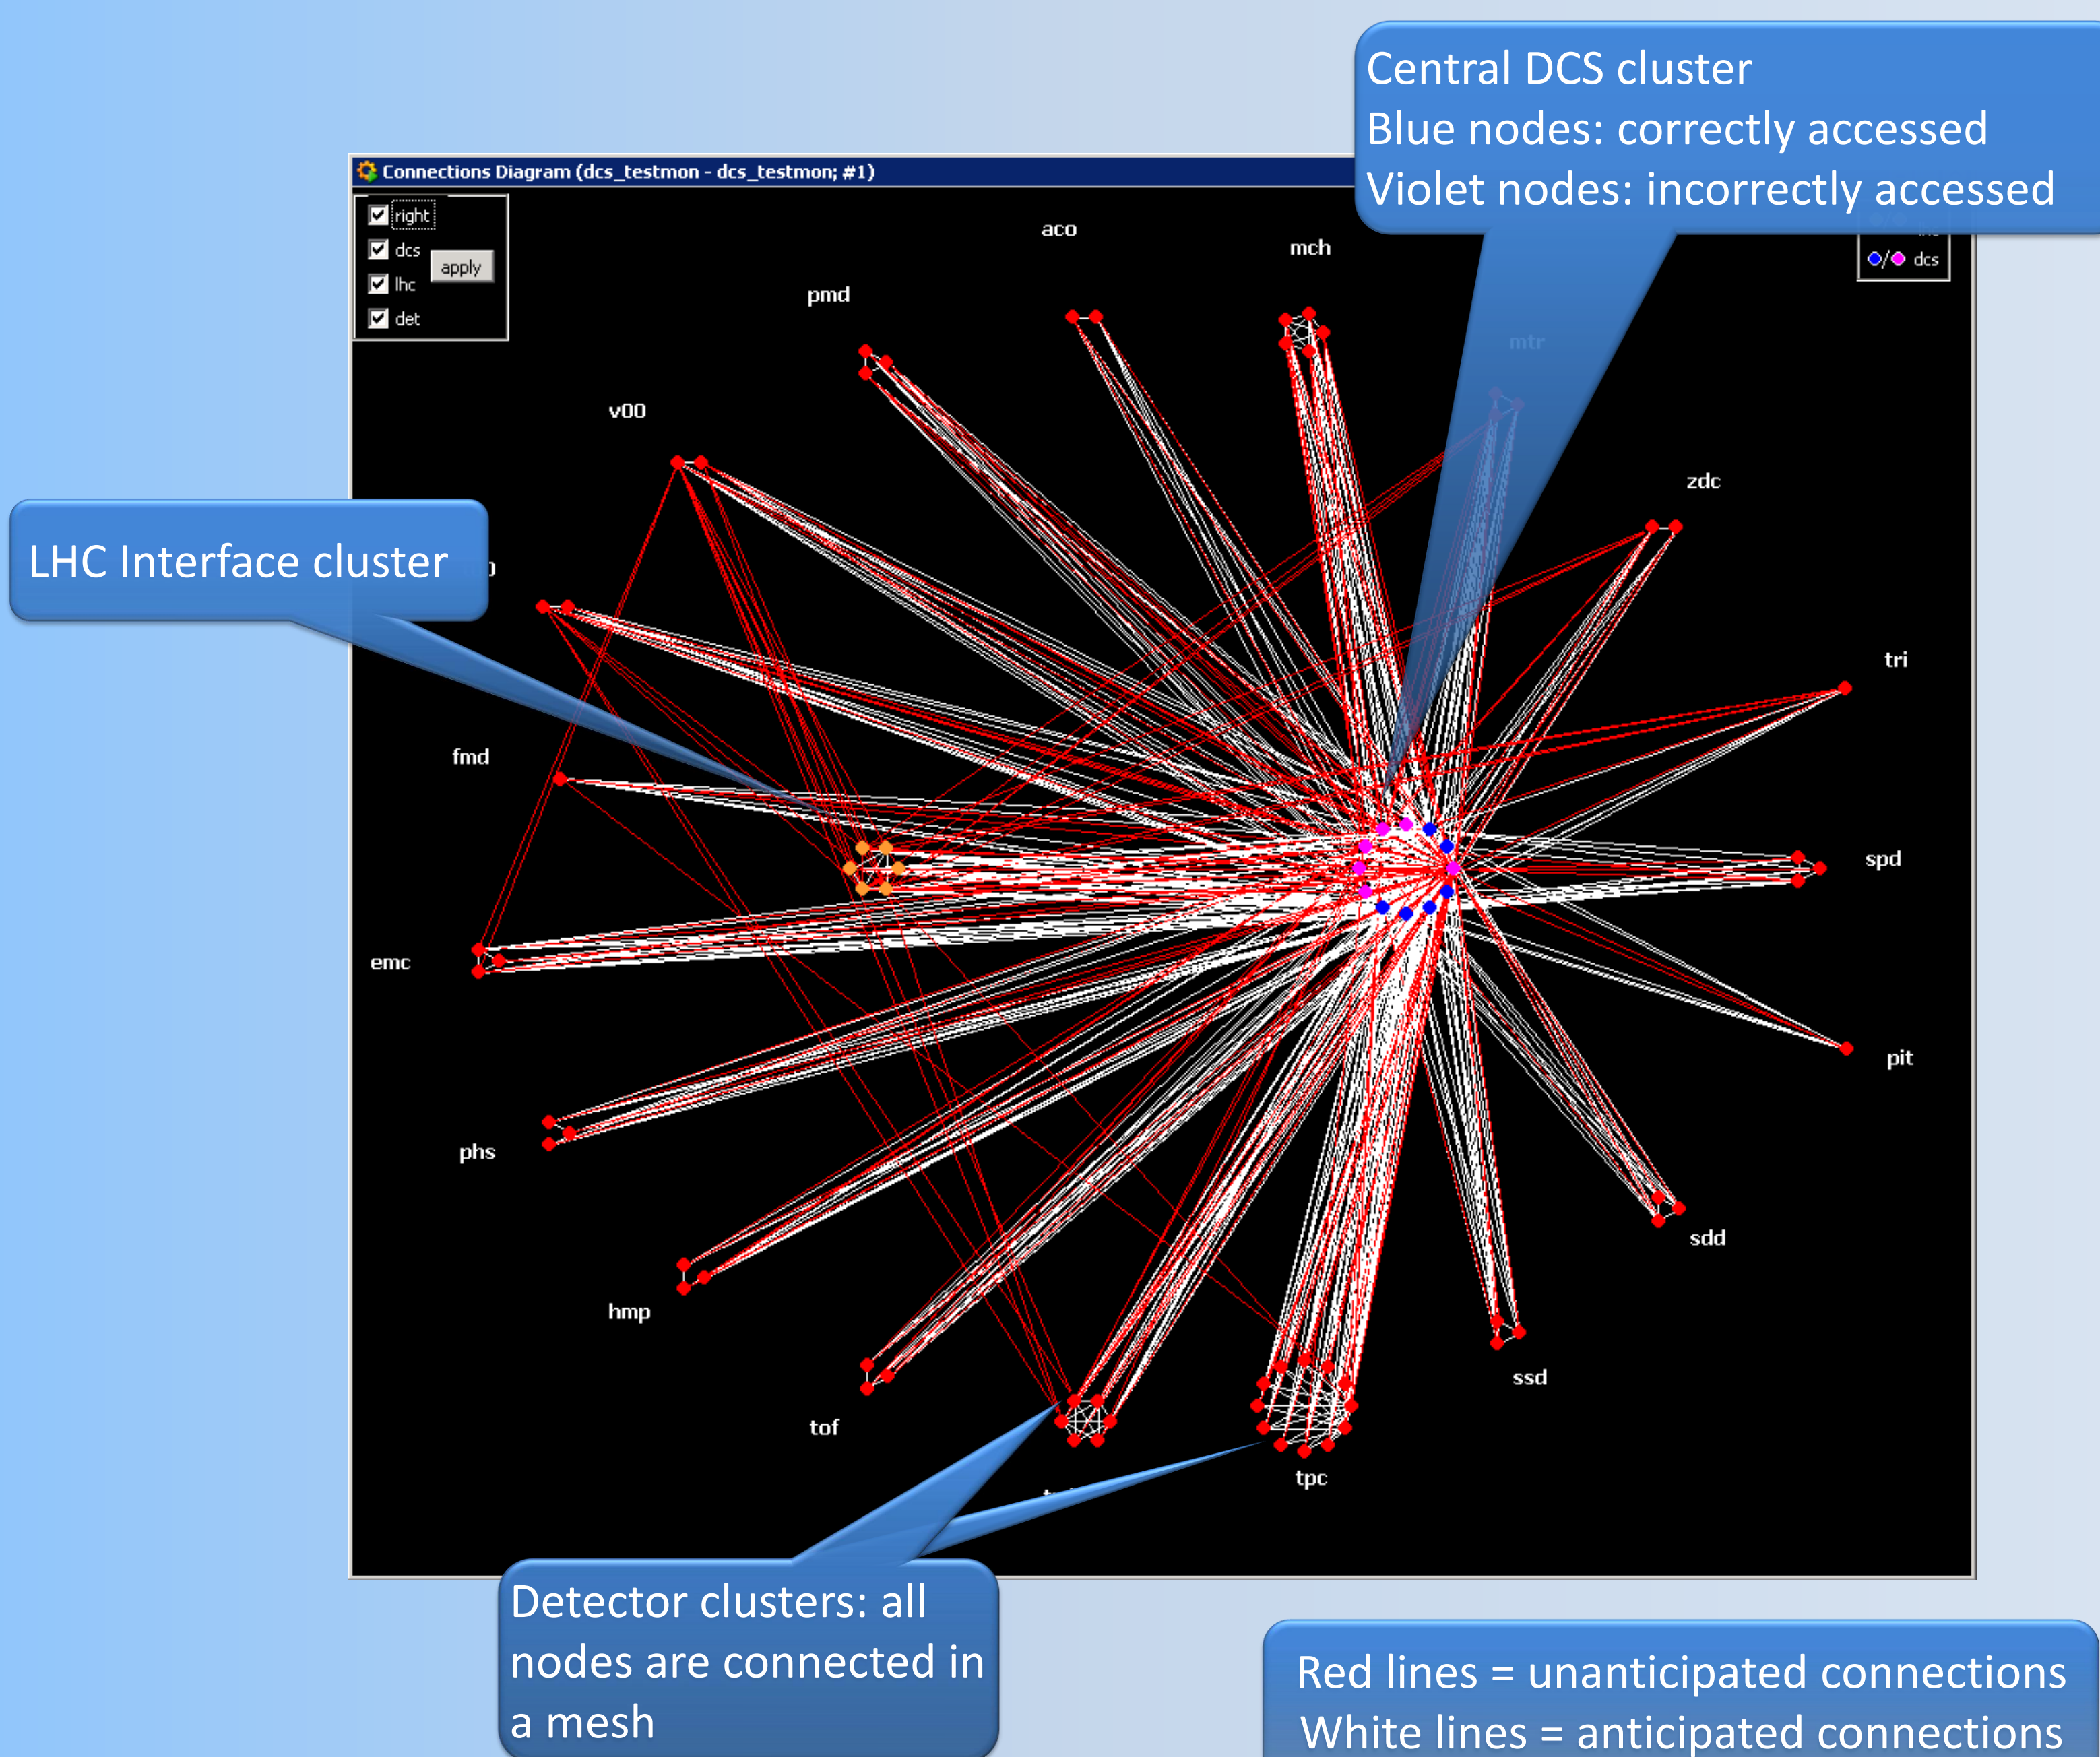 Central DCS cluster
Blue nodes: correctly accessed
Violet nodes: incorrectly accessed
Connections Diagram (dcs_testmon - dcs_testmon; #1)
right
dcs
apply
lhc
det
dcs
aco
mch
pmd
mtr
v00
zdc
LHC Interface cluster
tri
fmd
spd
emc
pit
phs
sdd
hmp
ssd
tof
tpc
Detector clusters: all
nodes are connected in
a mesh
Red lines = unanticipated connections
White lines = anticipated connections